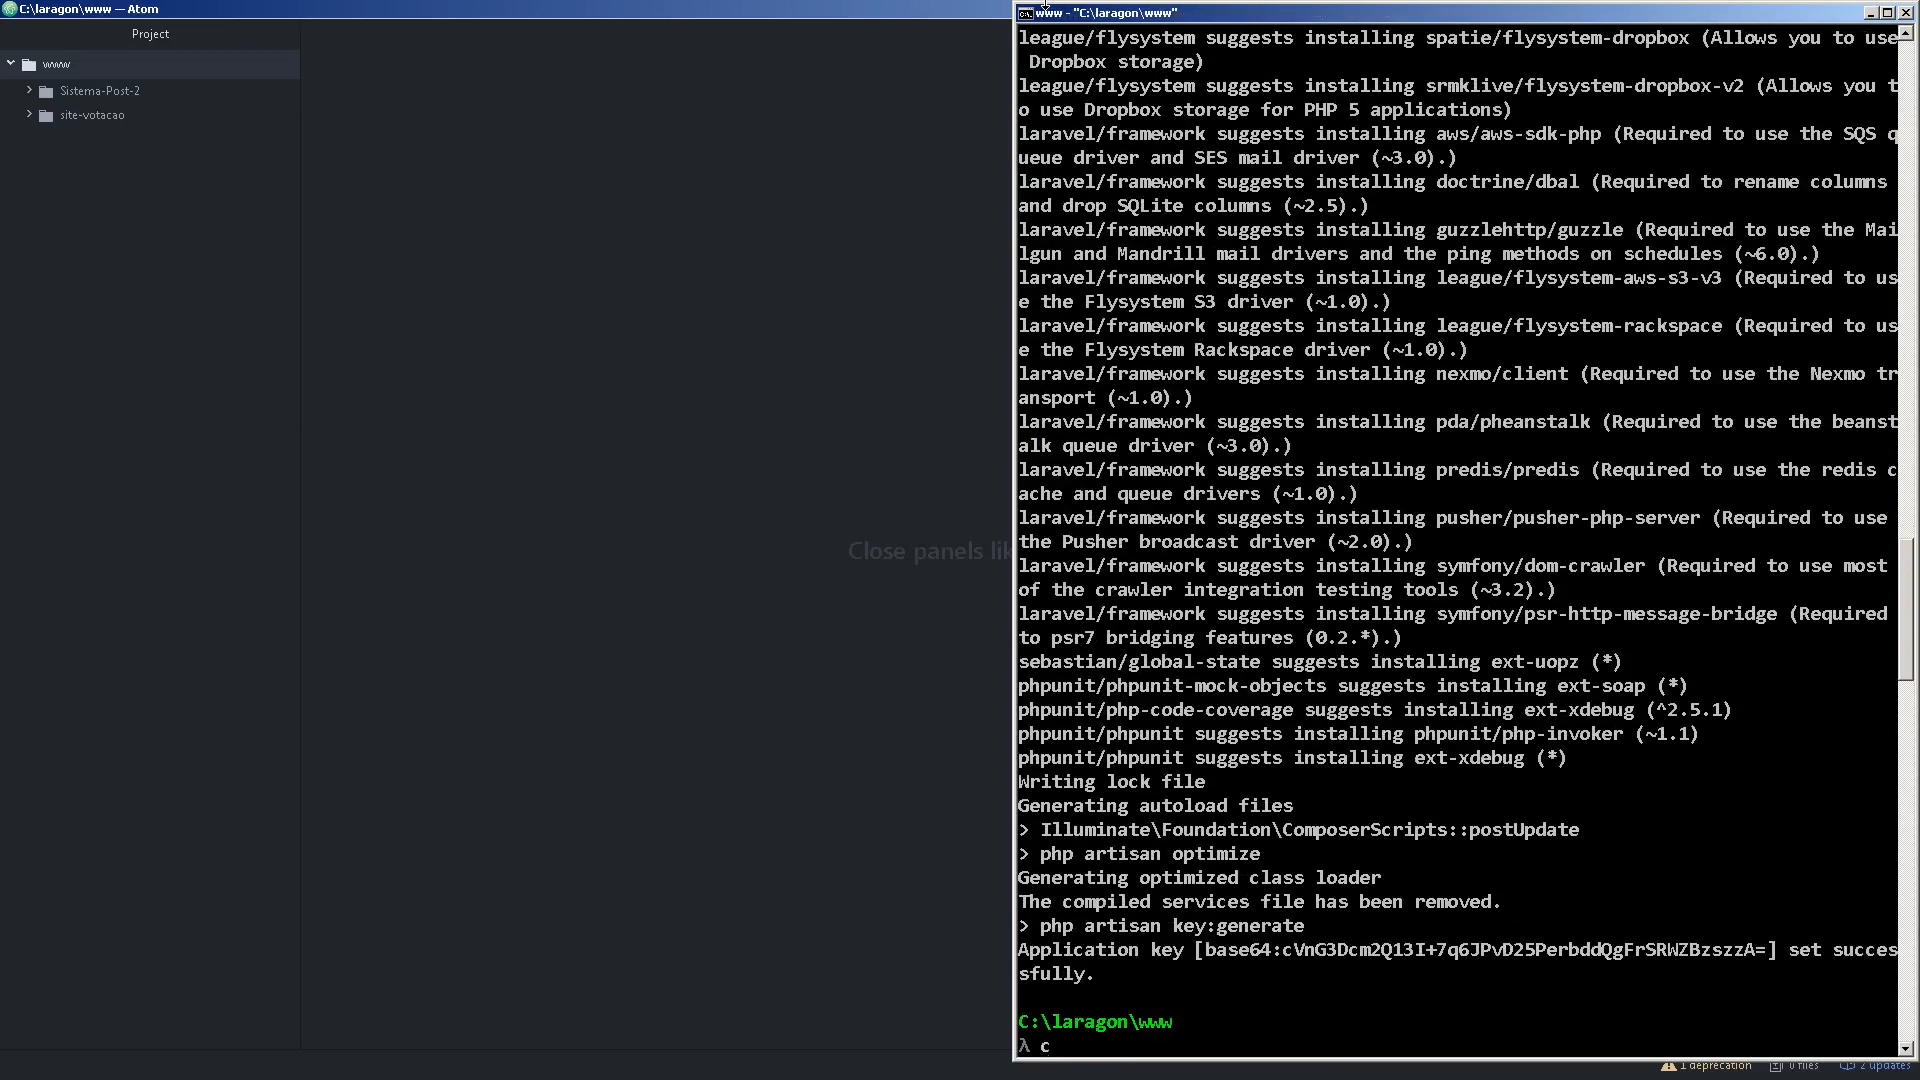 C:\laragon\www — Atom
Project
www
Sistema-Post-2
site-votacao
Close panels lik
www - "C:\laragon\www"
league/flysystem suggests installing spatie/flysystem-dropbox (Allows you to use
 Dropbox storage)
league/flysystem suggests installing srmklive/flysystem-dropbox-v2 (Allows you t
o use Dropbox storage for PHP 5 applications)
laravel/framework suggests installing aws/aws-sdk-php (Required to use the SQS q
ueue driver and SES mail driver (~3.0).)
laravel/framework suggests installing doctrine/dbal (Required to rename columns
and drop SQLite columns (~2.5).)
laravel/framework suggests installing guzzlehttp/guzzle (Required to use the Mai
lgun and Mandrill mail drivers and the ping methods on schedules (~6.0).)
laravel/framework suggests installing league/flysystem-aws-s3-v3 (Required to us
e the Flysystem S3 driver (~1.0).)
laravel/framework suggests installing league/flysystem-rackspace (Required to us
e the Flysystem Rackspace driver (~1.0).)
laravel/framework suggests installing nexmo/client (Required to use the Nexmo tr
ansport (~1.0).)
laravel/framework suggests installing pda/pheanstalk (Required to use the beanst
alk queue driver (~3.0).)
laravel/framework suggests installing predis/predis (Required to use the redis c
ache and queue drivers (~1.0).)
laravel/framework suggests installing pusher/pusher-php-server (Required to use
the Pusher broadcast driver (~2.0).)
laravel/framework suggests installing symfony/dom-crawler (Required to use most
of the crawler integration testing tools (~3.2).)
laravel/framework suggests installing symfony/psr-http-message-bridge (Required
to psr7 bridging features (0.2.*).)
sebastian/global-state suggests installing ext-uopz (*)
phpunit/phpunit-mock-objects suggests installing ext-soap (*)
phpunit/php-code-coverage suggests installing ext-xdebug (^2.5.1)
phpunit/phpunit suggests installing phpunit/php-invoker (~1.1)
phpunit/phpunit suggests installing ext-xdebug (*)
Writing lock file
Generating autoload files
> Illuminate\Foundation\ComposerScripts::postUpdate
> php artisan optimize
Generating optimized class loader
The compiled services file has been removed.
> php artisan key:generate
Application key [base64:cVnG3Dcm2Q13I+7q6JPvD25PerbddQgFrSRWZBzszzA=] set succes
sfully.
C:\laragon\www
λ c
1 deprecation 0 files 2 updates